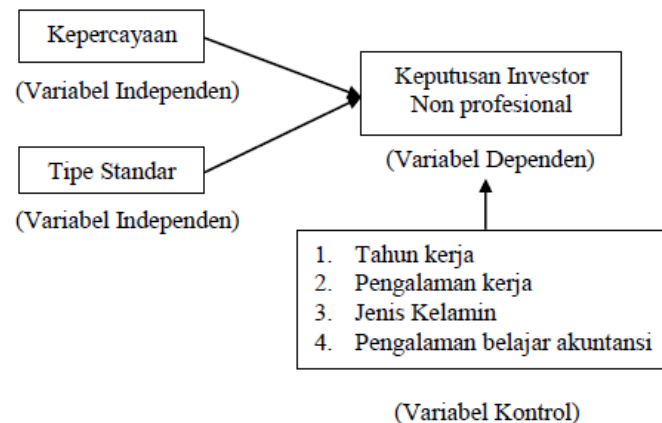 Kepercayaan
(Variabel Independen)
Keputusan Investor
Non profesional
(Variabel Dependen)
Tipe Standar
(Variabel Independen)
1. Tahun kerja
2. Pengalaman kerja
3. Jenis Kelamin
4. Pengalaman belajar akuntansi
(Variabel Kontrol)